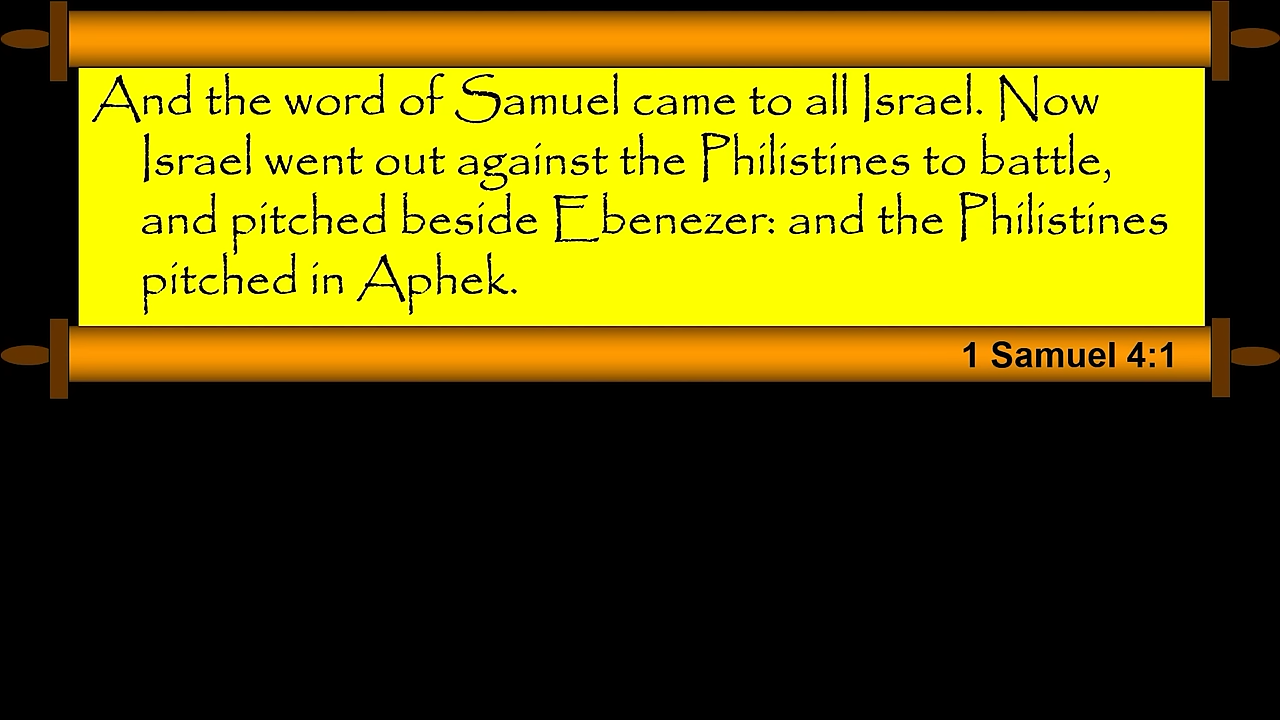 And the word of Samuel came to all Israel. Now
Israel went out against the Philistines to battle,
and pitched beside Ebenezer: and the Philistines
pitched in Aphek.
1 Samuel 4:1